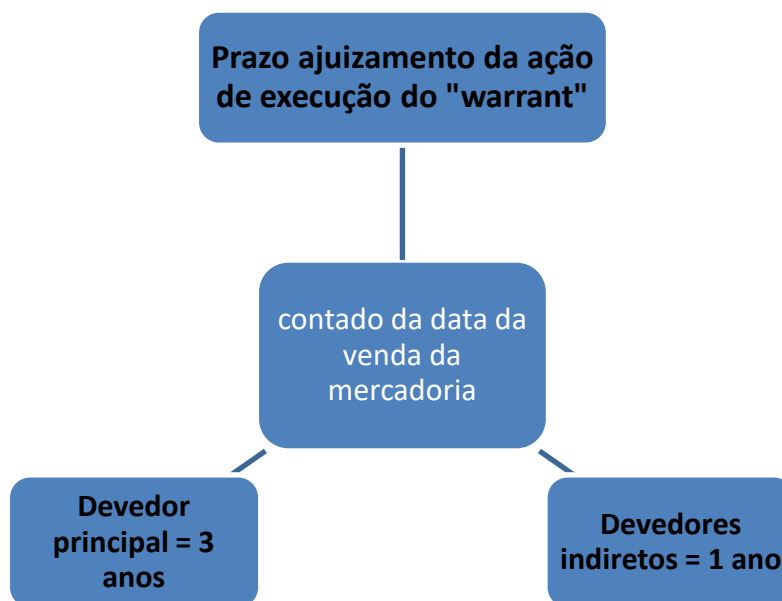 Prazo ajuizamento da ação
de execução do "warrant"
contado da data da
venda da
mercadoria
Devedor
principal = 3
anos
Devedores
indiretos = 1 ano